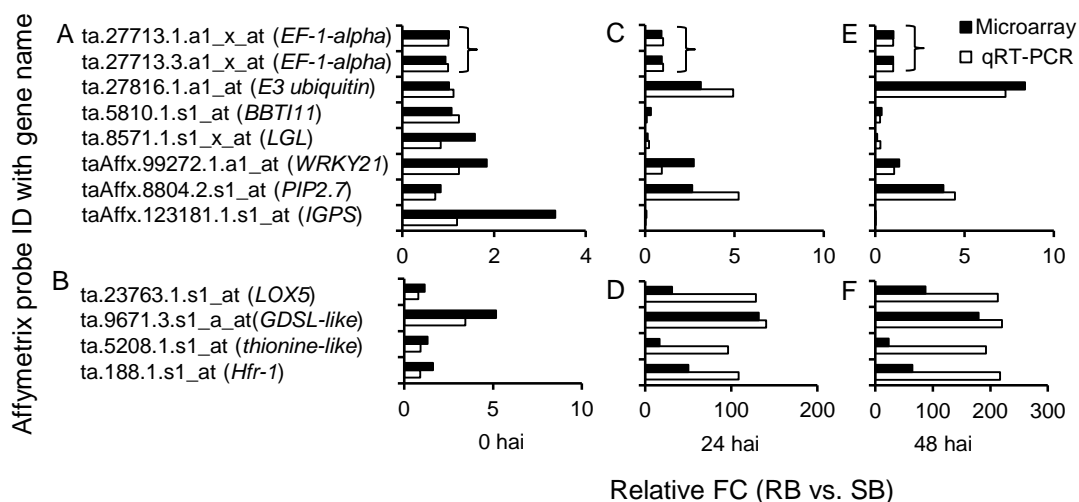 A
ta.27713.1.a1_x_at (EF-1-alpha)
ta.27713.3.a1_x_at (EF-1-alpha)
ta.27816.1.a1_at (E3 ubiquitin)
ta.5810.1.s1_at (BBTI11)
ta.8571.1.s1_x_at (LGL)
taAffx.99272.1.a1_at (WRKY21)
taAffx.8804.2.s1_at (PIP2.7)
taAffx.123181.1.s1_at (IGPS)
0 2 4
C
0 5 10
E
Microarray
qRT-PCR
0 5 10
B
ta.23763.1.s1_at (LOX5)
ta.9671.3.s1_a_at(GDSL-like)
ta.5208.1.s1_at (thionine-like)
ta.188.1.s1_at (Hfr-1)
0 5 10
0 hai
D
0 100 200
24 hai
F
0 100 200 300
48 hai
Affymetrix probe ID with gene name
Relative FC (RB vs. SB)